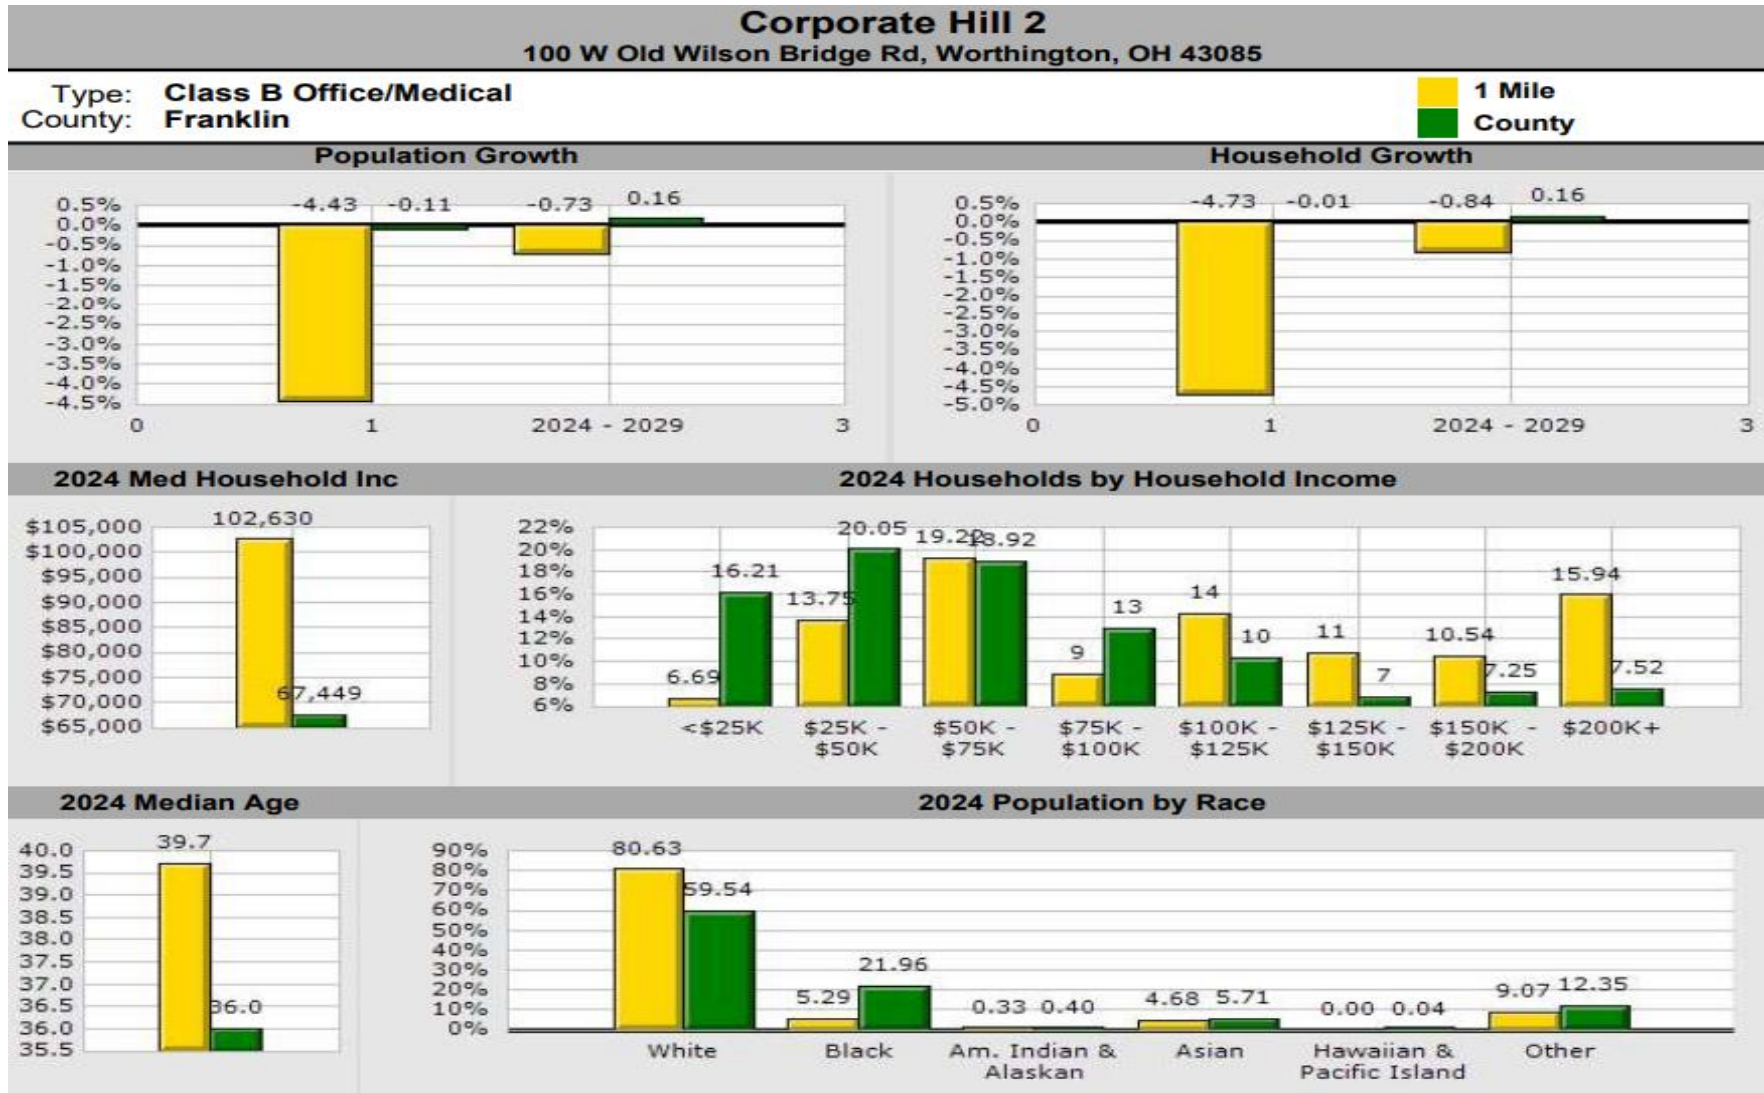 Corporate Hill 2
100 W Old Wilson Bridge Rd, Worthington, OH 43085
Type: Class B Office/Medical
County: Franklin
1 Mile
County
Population Growth
0.5%
0.0%
-0.5%
-1.0%
-1.5%
-2.0%
-2.5%
-3.0%
-3.5%
-4.0%
-4.5%
-4.43 -0.11 -0.73 0.16
0 1 2024 - 2029 3
Household Growth
0.5%
0.0%
-0.5%
-1.0%
-1.5%
-2.0%
-2.5%
-3.0%
-3.5%
-4.0%
-4.5%
-5.0%
-4.73 -0.01 -0.84 0.16
0 1 2024 - 2029 3
2024 Med Household Inc
$105,000
$100,000
$95,000
$90,000
$85,000
$80,000
$75,000
$70,000
$65,000
102,630
67,449
2024 Households by Household Income
22%
20%
18%
16%
14%
12%
10%
8%
6%
6.69 16.21 13.75 20.05 19.22 18.92 9 13 14 10 11 7 10.54 7.25 15.94 7.52
<$25K $25K - $50K - $75K - $100K - $125K - $150K - $200K+
$50K $75K $100K $125K $150K $200K
2024 Median Age
40.0
39.5
39.0
38.5
38.0
37.5
37.0
36.5
36.0
35.5
39.7
36.0
2024 Population by Race
90%
80%
70%
60%
50%
40%
30%
20%
10%
0%
80.63 59.54 5.29 21.96 0.33 0.40 4.68 5.71 0.00 0.04 9.07 12.35
White Black Am. Indian & Asian Hawaiian & Other
Alaskan Pacific Island